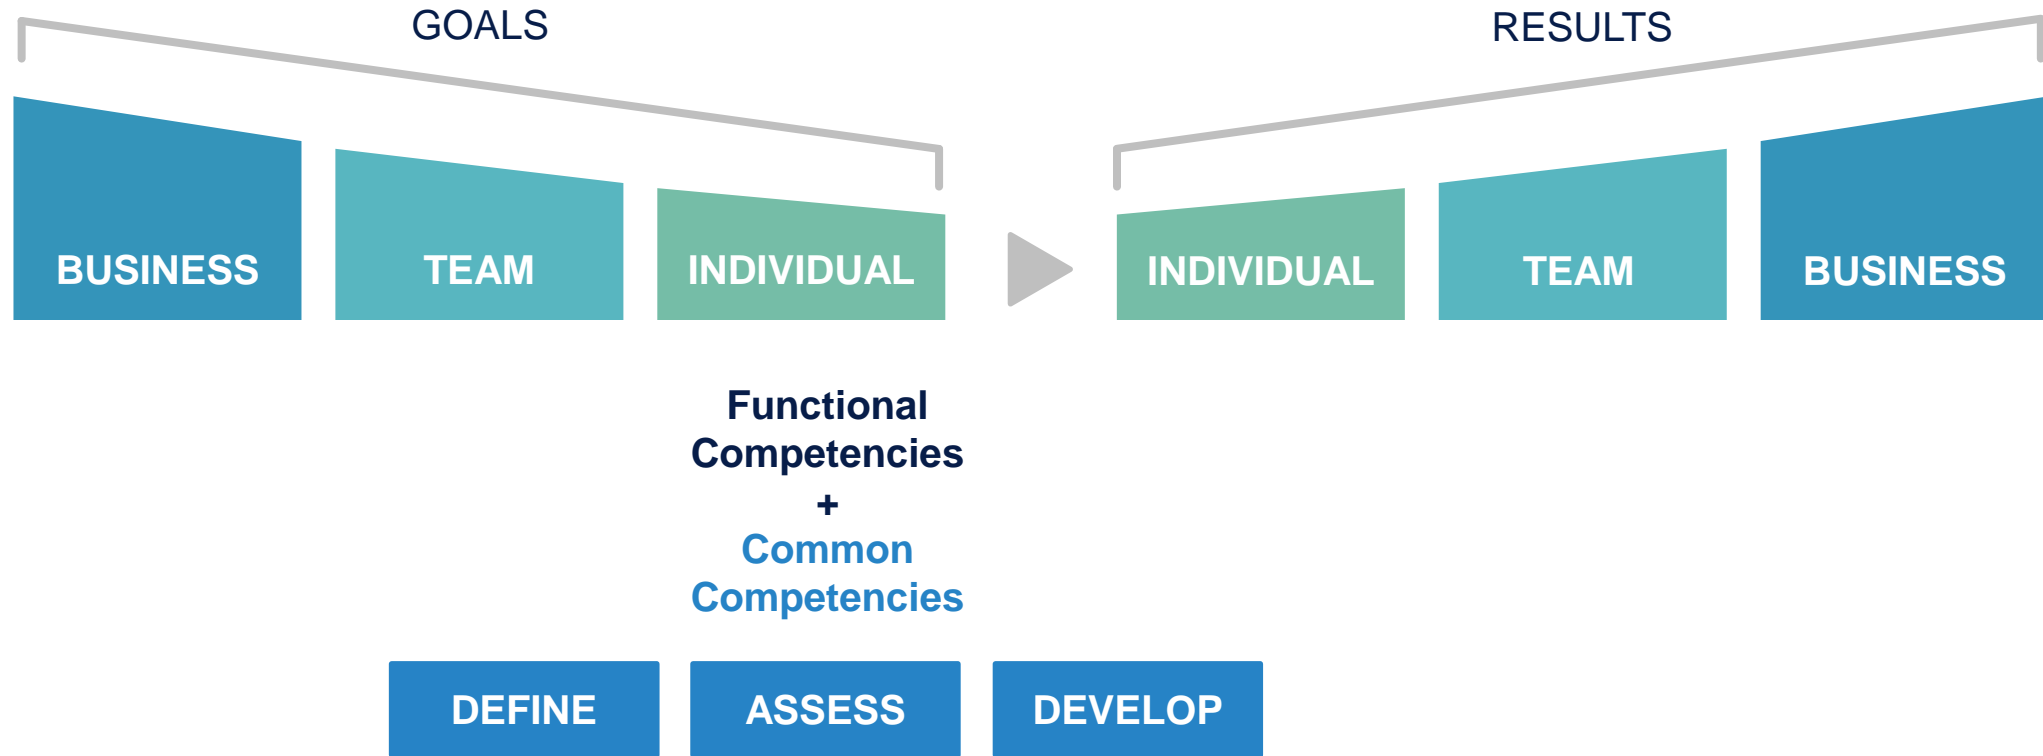 GOALS
RESULTS
BUSINESS
TEAM
INDIVIDUAL
INDIVIDUAL
TEAM
BUSINESS
Functional
Competencies
+
Common
Competencies
DEFINE
ASSESS
DEVELOP